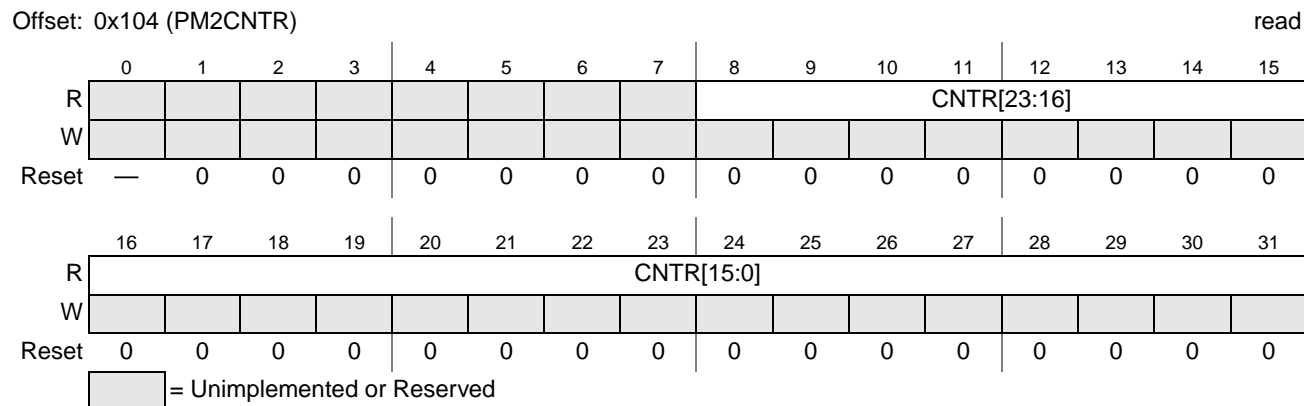 Offset: 0x104 (PM2CNTR) read
0 1 2 3 4 5 6 7 8 9 10 11 12 13 14 15
R CNTR[23:16]
W
Reset — 0 0 0 0 0 0 0 0 0 0 0 0 0 0 0
16 17 18 19 20 21 22 23 24 25 26 27 28 29 30 31
R CNTR[15:0]
W
Reset 0 0 0 0 0 0 0 0 0 0 0 0 0 0 0 0
= Unimplemented or Reserved